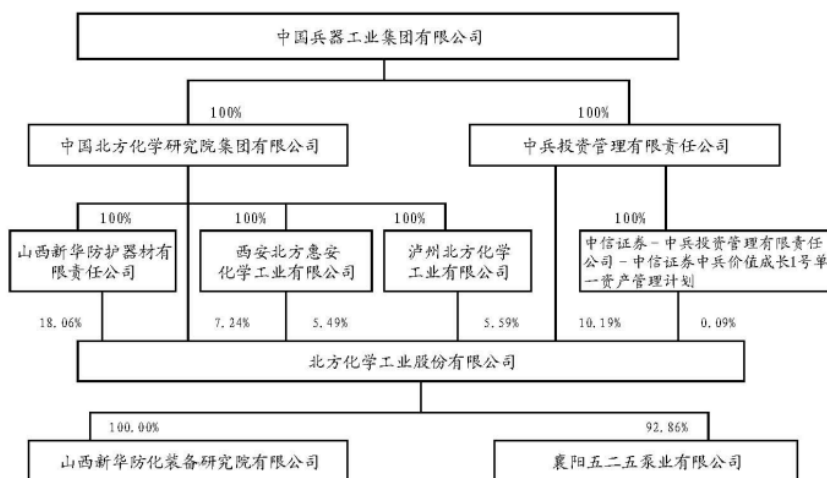 中国兵器工业集团有限公司
100%
100%
中国北方化学研究院集团有限公司
中兵投资管理有限责任公司
100%
100%
100%
100%
山西新华防护器材有
限责任公司
西安北方惠安
化学工业有限公司
泸州北方化学
工业有限公司
中信证券－中兵投资管理有限责任
公司－中信证券中兵价值成长1号单
一资产管理计划
18.06%
7.24%
5.49%
5.59%
10.19%
0.09%
北方化学工业股份有限公司
100.00%
92.86%
山西新华防化装备研究院有限公司
襄阳五二五泵业有限公司